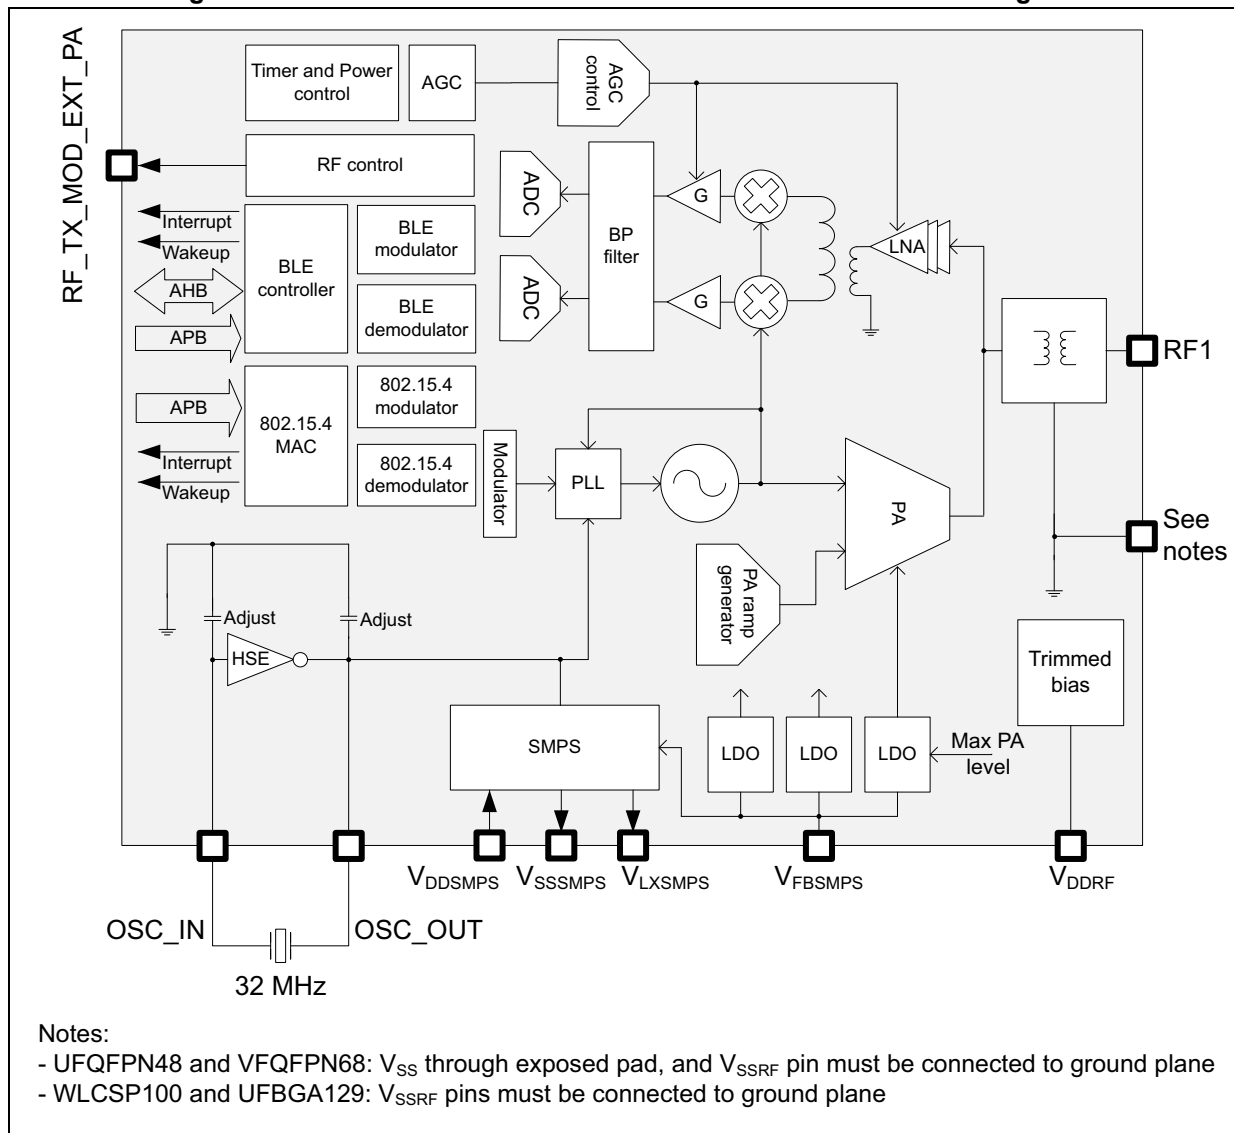 RF_TX_MOD_EXT_PA
Timer and Power
control
AGC
AGC
control
RF control
ADC
ADC
BP
filter
G
G
LNA
Interrupt
Wakeup
AHB
APB
BLE
controller
BLE
modulator
BLE
demodulator
RF1
APB
Interrupt
Wakeup
802.15.4
MAC
802.15.4
modulator
802.15.4
demodulator
Modulator
PLL
PA
See
notes
Adjust
Adjust
HSE
PA ramp
generator
Trimmed
bias
SMPS
LDO
LDO
LDO
Max PA
level
VDDSMPS
VSSSMPS
VLXSMPS
VFBSMPS
VDDRF
OSC_IN
OSC_OUT
32 MHz
Notes:
- UFQFPN48 and VFQFPN68: VSS through exposed pad, and VSSRF pin must be connected to ground plane
- WLCSP100 and UFBGA129: VSSRF pins must be connected to ground plane